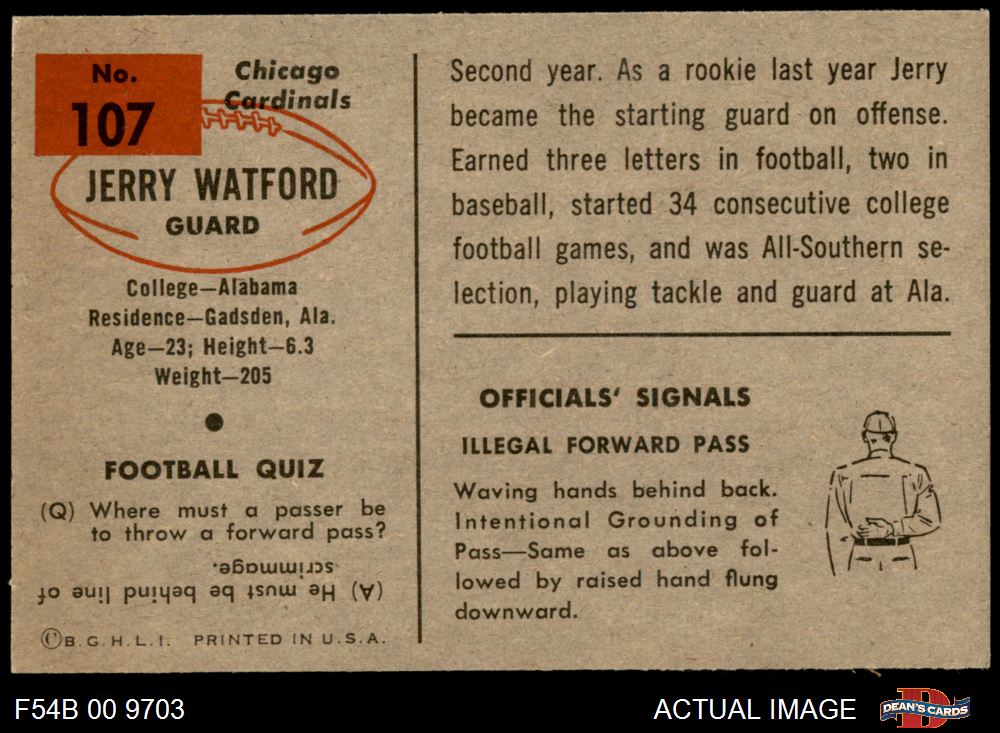 No.
107
Chicago
Cardinals
JERRY WATFORD
GUARD
College—Alabama
Residence—Gadsden, Ala.
Age—23; Height—6.3
Weight—205
FOOTBALL QUIZ
(Q) Where must a passer be
to throw a forward pass?
(A) He must be behind line of
scrimmage.
©B.G.H.L.I. PRINTED IN U.S.A.
Second year. As a rookie last year Jerry
became the starting guard on offense.
Earned three letters in football, two in
baseball, started 34 consecutive college
football games, and was All-Southern se-
lection, playing tackle and guard at Ala.
OFFICIALS' SIGNALS
ILLEGAL FORWARD PASS
Waving hands behind back.
Intentional Grounding of
Pass—Same as above fol-
lowed by raised hand flung
downward.
F54B 00 9703
ACTUAL IMAGE
DEAN'S CARDS